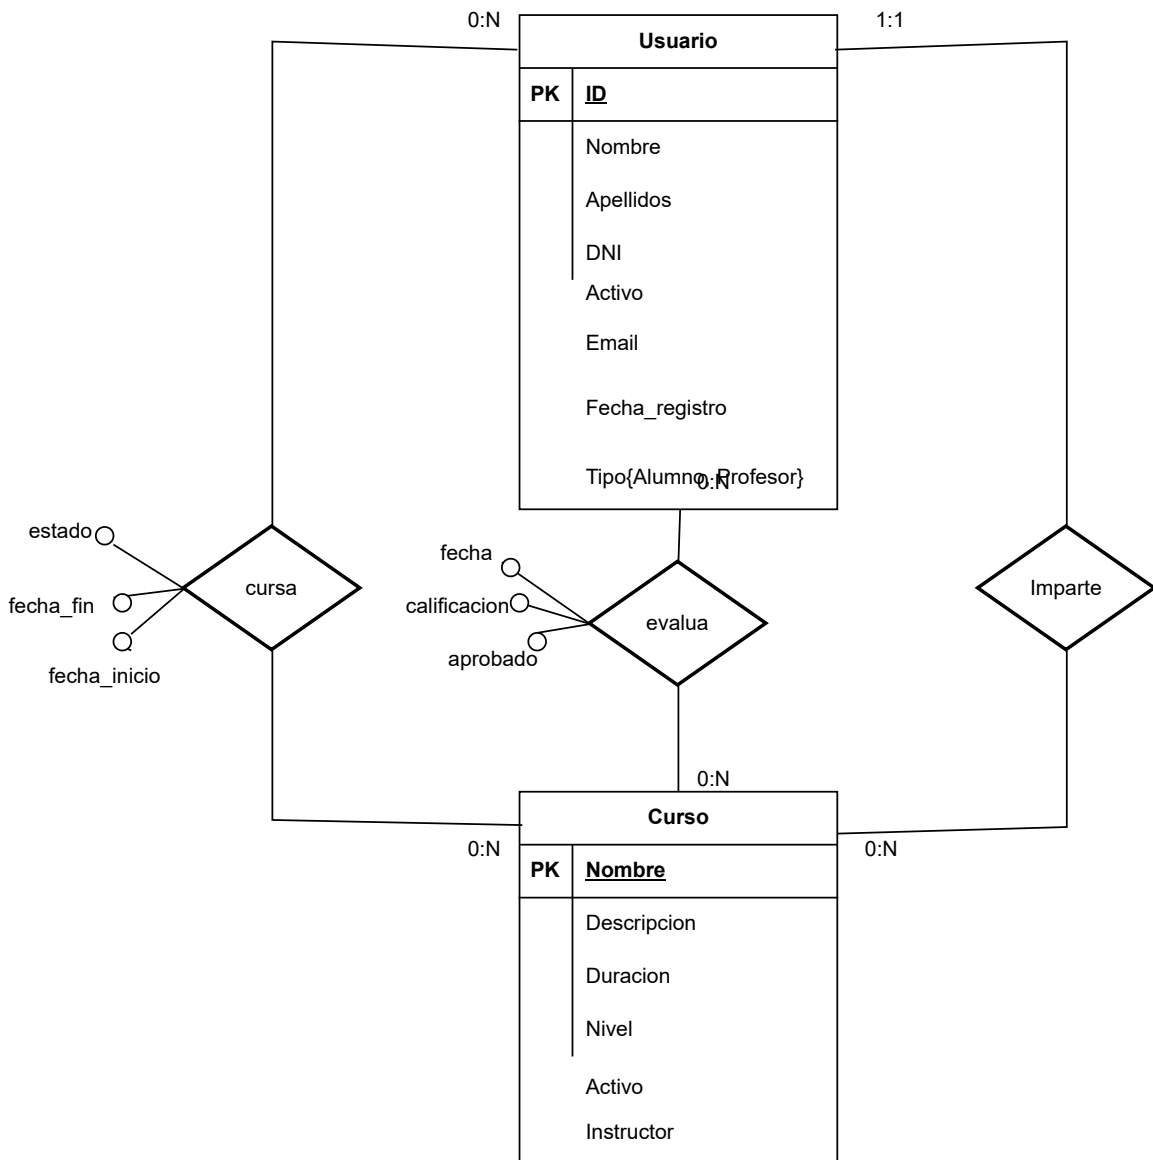 0:N
1:1
Usuario
PK ID
Nombre
Apellidos
DNI
Activo
Email
Fecha_registro
Tipo{Alumno, Profesor}
0:N
estado
fecha_fin
fecha_inicio
cursa
fecha
calificacion
aprobado
evalua
Imparte
0:N
Curso
0:N
0:N
PK Nombre
Descripcion
Duracion
Nivel
Activo
Instructor